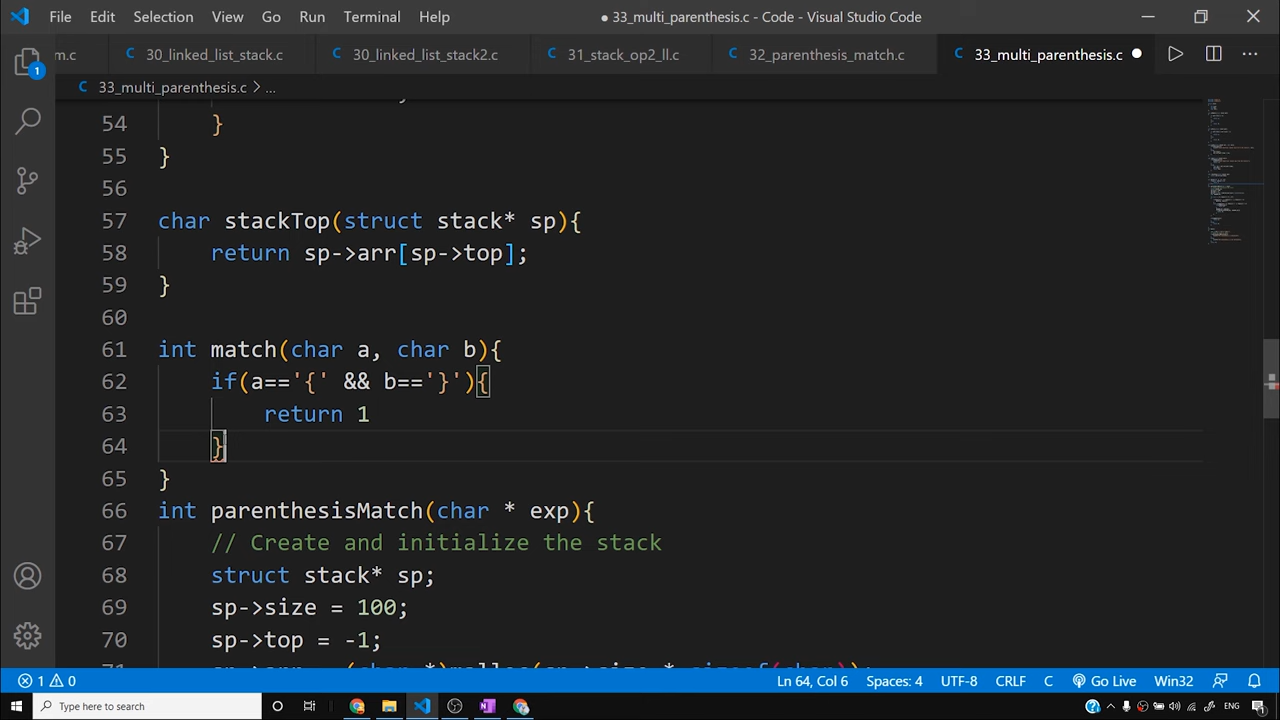 File Edit Selection View Go Run Terminal Help ● 33_multi_parenthesis.c - Code - Visual Studio Code
m.c 30_linked_list_stack.c 30_linked_list_stack2.c 31_stack_op2_ll.c 32_parenthesis_match.c 33_multi_parenthesis.c
1
33_multi_parenthesis.c > ...
54 }
55 }
56
57 char stackTop(struct stack* sp){
58 return sp->arr[sp->top];
59 }
60
61 int match(char a, char b){
62 if(a=='{' && b=='}'){
63 return 1
64 }
65 }
66 int parenthesisMatch(char * exp){
67 // Create and initialize the stack
68 struct stack* sp;
69 sp->size = 100;
70 sp->top = -1;
1 0 Ln 64, Col 6 Spaces: 4 UTF-8 CRLF C Go Live Win32
Type here to search ENG